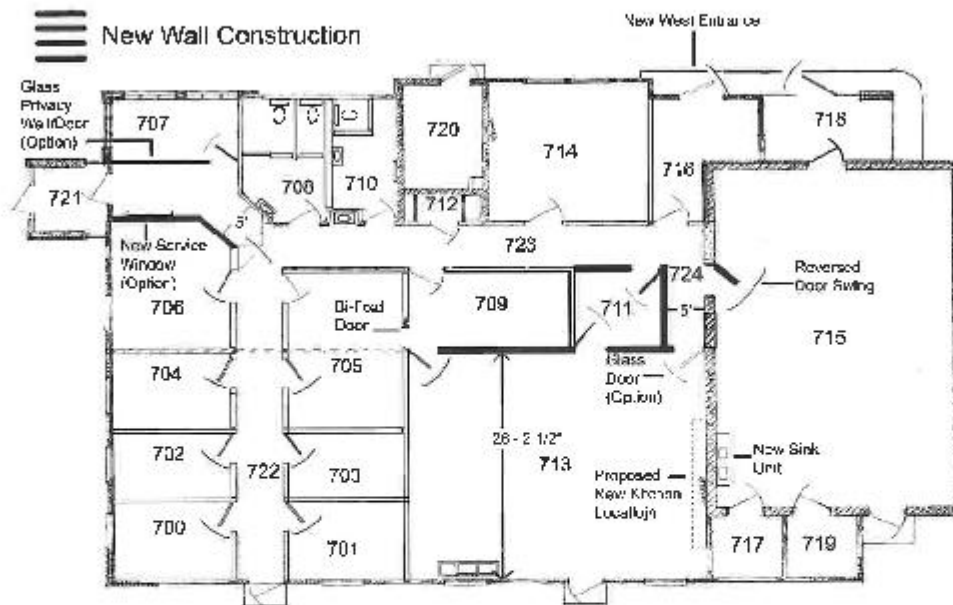 New Wall Construction
New West Entrance
Glass
Privacy
Wall/Door
(Option)
707
720
714
718
721
708
710
716
712
5'
723
New Service
Window
(Option)
724
Reversed
Door Swing
706
Bi-Fold
Door
709
711
5'
715
704
705
Glass
Door
(Option)
26 - 2 1/2"
702
703
722
713
Proposed
New Kitchen
Location
New Sink
Unit
700
701
717
719